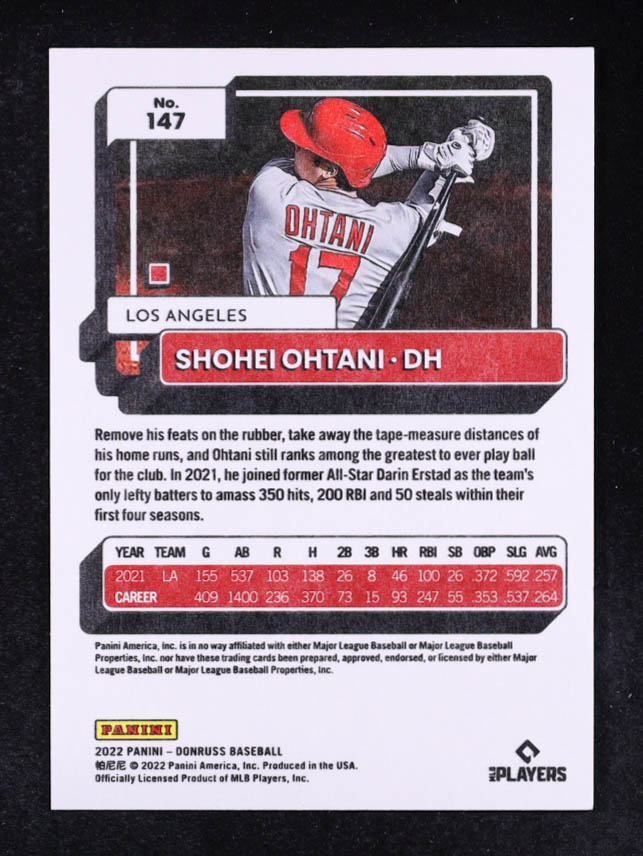 No.
147
OHTANI
17
LOS ANGELES
SHOHEI OHTANI · DH
Remove his feats on the rubber, take away the tape-measure distances of
his home runs, and Ohtani still ranks among the greatest to ever play ball
for the club. In 2021, he joined former All-Star Darin Erstad as the team's
only lefty batters to amass 350 hits, 200 RBI and 50 steals within their
first four seasons.
YEAR TEAM G AB R H 2B 3B HR RBI SB OBP SLG AVG
2021 LA 155 537 103 138 26 8 46 100 26 .372 .592 .257
CAREER 409 1400 236 370 73 15 93 247 55 .353 .537 .264
Panini America, Inc. is in no way affiliated with either Major League Baseball or Major League Baseball
Properties, Inc. nor have these trading cards been prepared, approved, endorsed, or licensed by either Major
League Baseball or Major League Baseball Properties, Inc.
PANINI
2022 PANINI – DONRUSS BASEBALL
帕尼尼 © 2022 Panini America, Inc. Produced in the USA.
Officially Licensed Product of MLB Players, Inc.
MLB PLAYERS